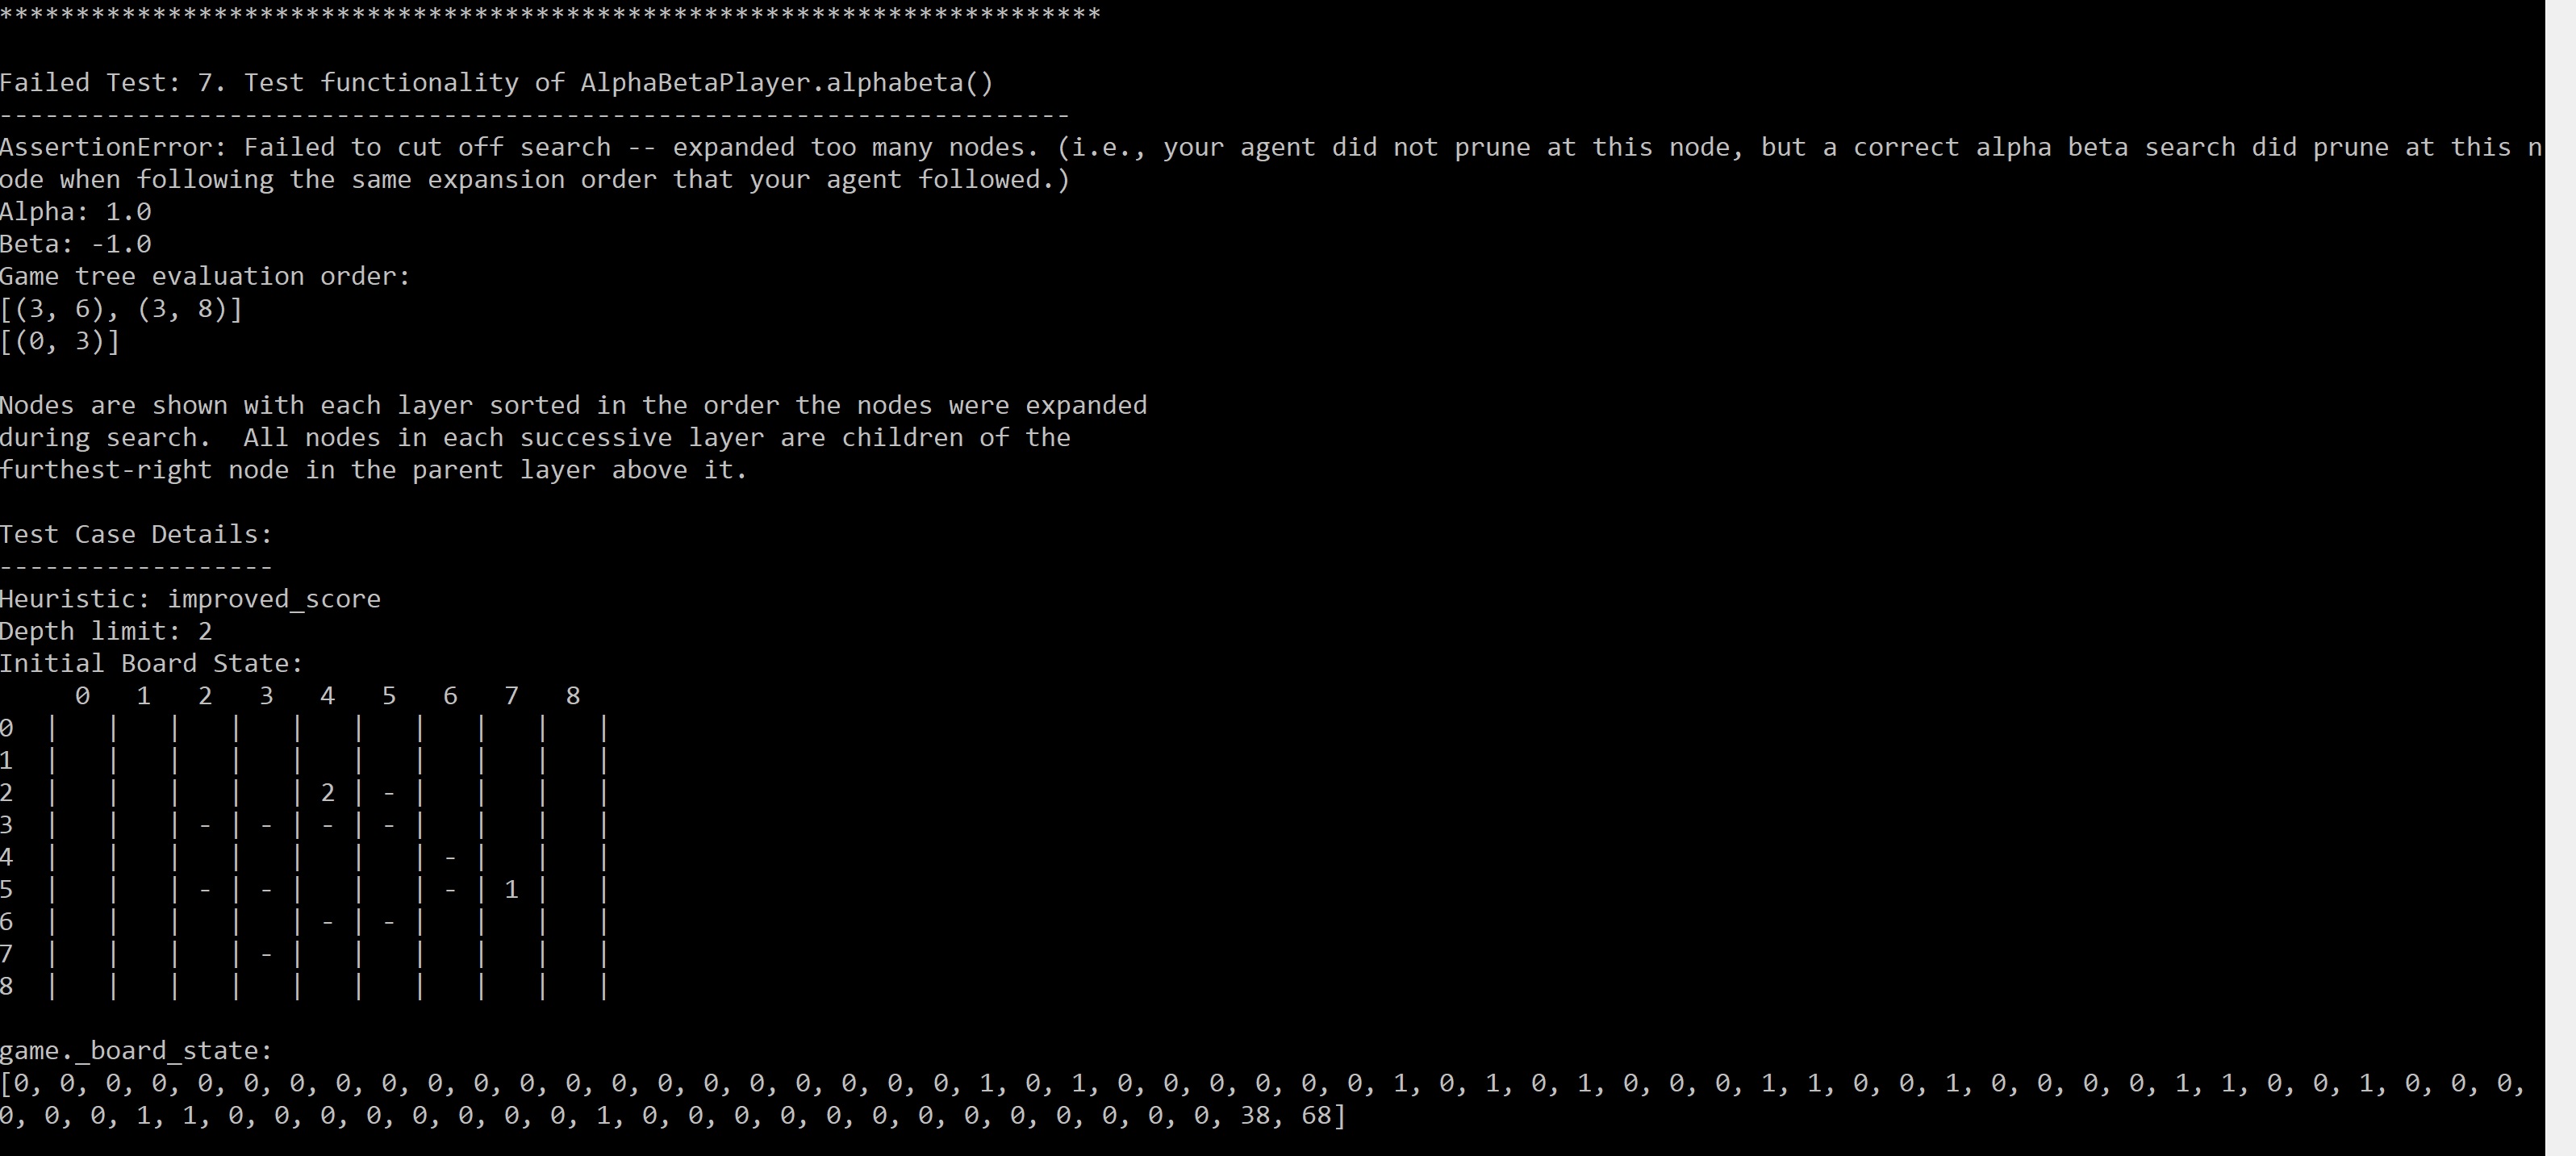 ************************************************************************
Failed Test: 7. Test functionality of AlphaBetaPlayer.alphabeta()
----------------------------------------------------------------------
AssertionError: Failed to cut off search -- expanded too many nodes. (i.e., your agent did not prune at this node, but a correct alpha beta search did prune at this n
ode when following the same expansion order that your agent followed.)
Alpha: 1.0
Beta: -1.0
Game tree evaluation order:
[(3, 6), (3, 8)]
[(0, 3)]
Nodes are shown with each layer sorted in the order the nodes were expanded
during search.  All nodes in each successive layer are children of the
furthest-right node in the parent layer above it.
Test Case Details:
------------------
Heuristic: improved_score
Depth limit: 2
Initial Board State:
     0   1   2   3   4   5   6   7   8
0  |   |   |   |   |   |   |   |   |   |
1  |   |   |   |   |   |   |   |   |   |
2  |   |   |   |   | 2 | - |   |   |   |
3  |   |   | - | - | - | - |   |   |   |
4  |   |   |   |   |   |   | - |   |   |
5  |   |   | - | - |   |   | - | 1 |   |
6  |   |   |   |   | - | - |   |   |   |
7  |   |   |   | - |   |   |   |   |   |
8  |   |   |   |   |   |   |   |   |   |
game._board_state:
[0, 0, 0, 0, 0, 0, 0, 0, 0, 0, 0, 0, 0, 0, 0, 0, 0, 0, 0, 0, 0, 1, 0, 1, 0, 0, 0, 0, 0, 0, 1, 0, 1, 0, 1, 0, 0, 0, 1, 1, 0, 0, 1, 0, 0, 0, 0, 1, 1, 0, 0, 1, 0, 0, 0,
0, 0, 0, 1, 1, 0, 0, 0, 0, 0, 0, 0, 0, 1, 0, 0, 0, 0, 0, 0, 0, 0, 0, 0, 0, 0, 38, 68]